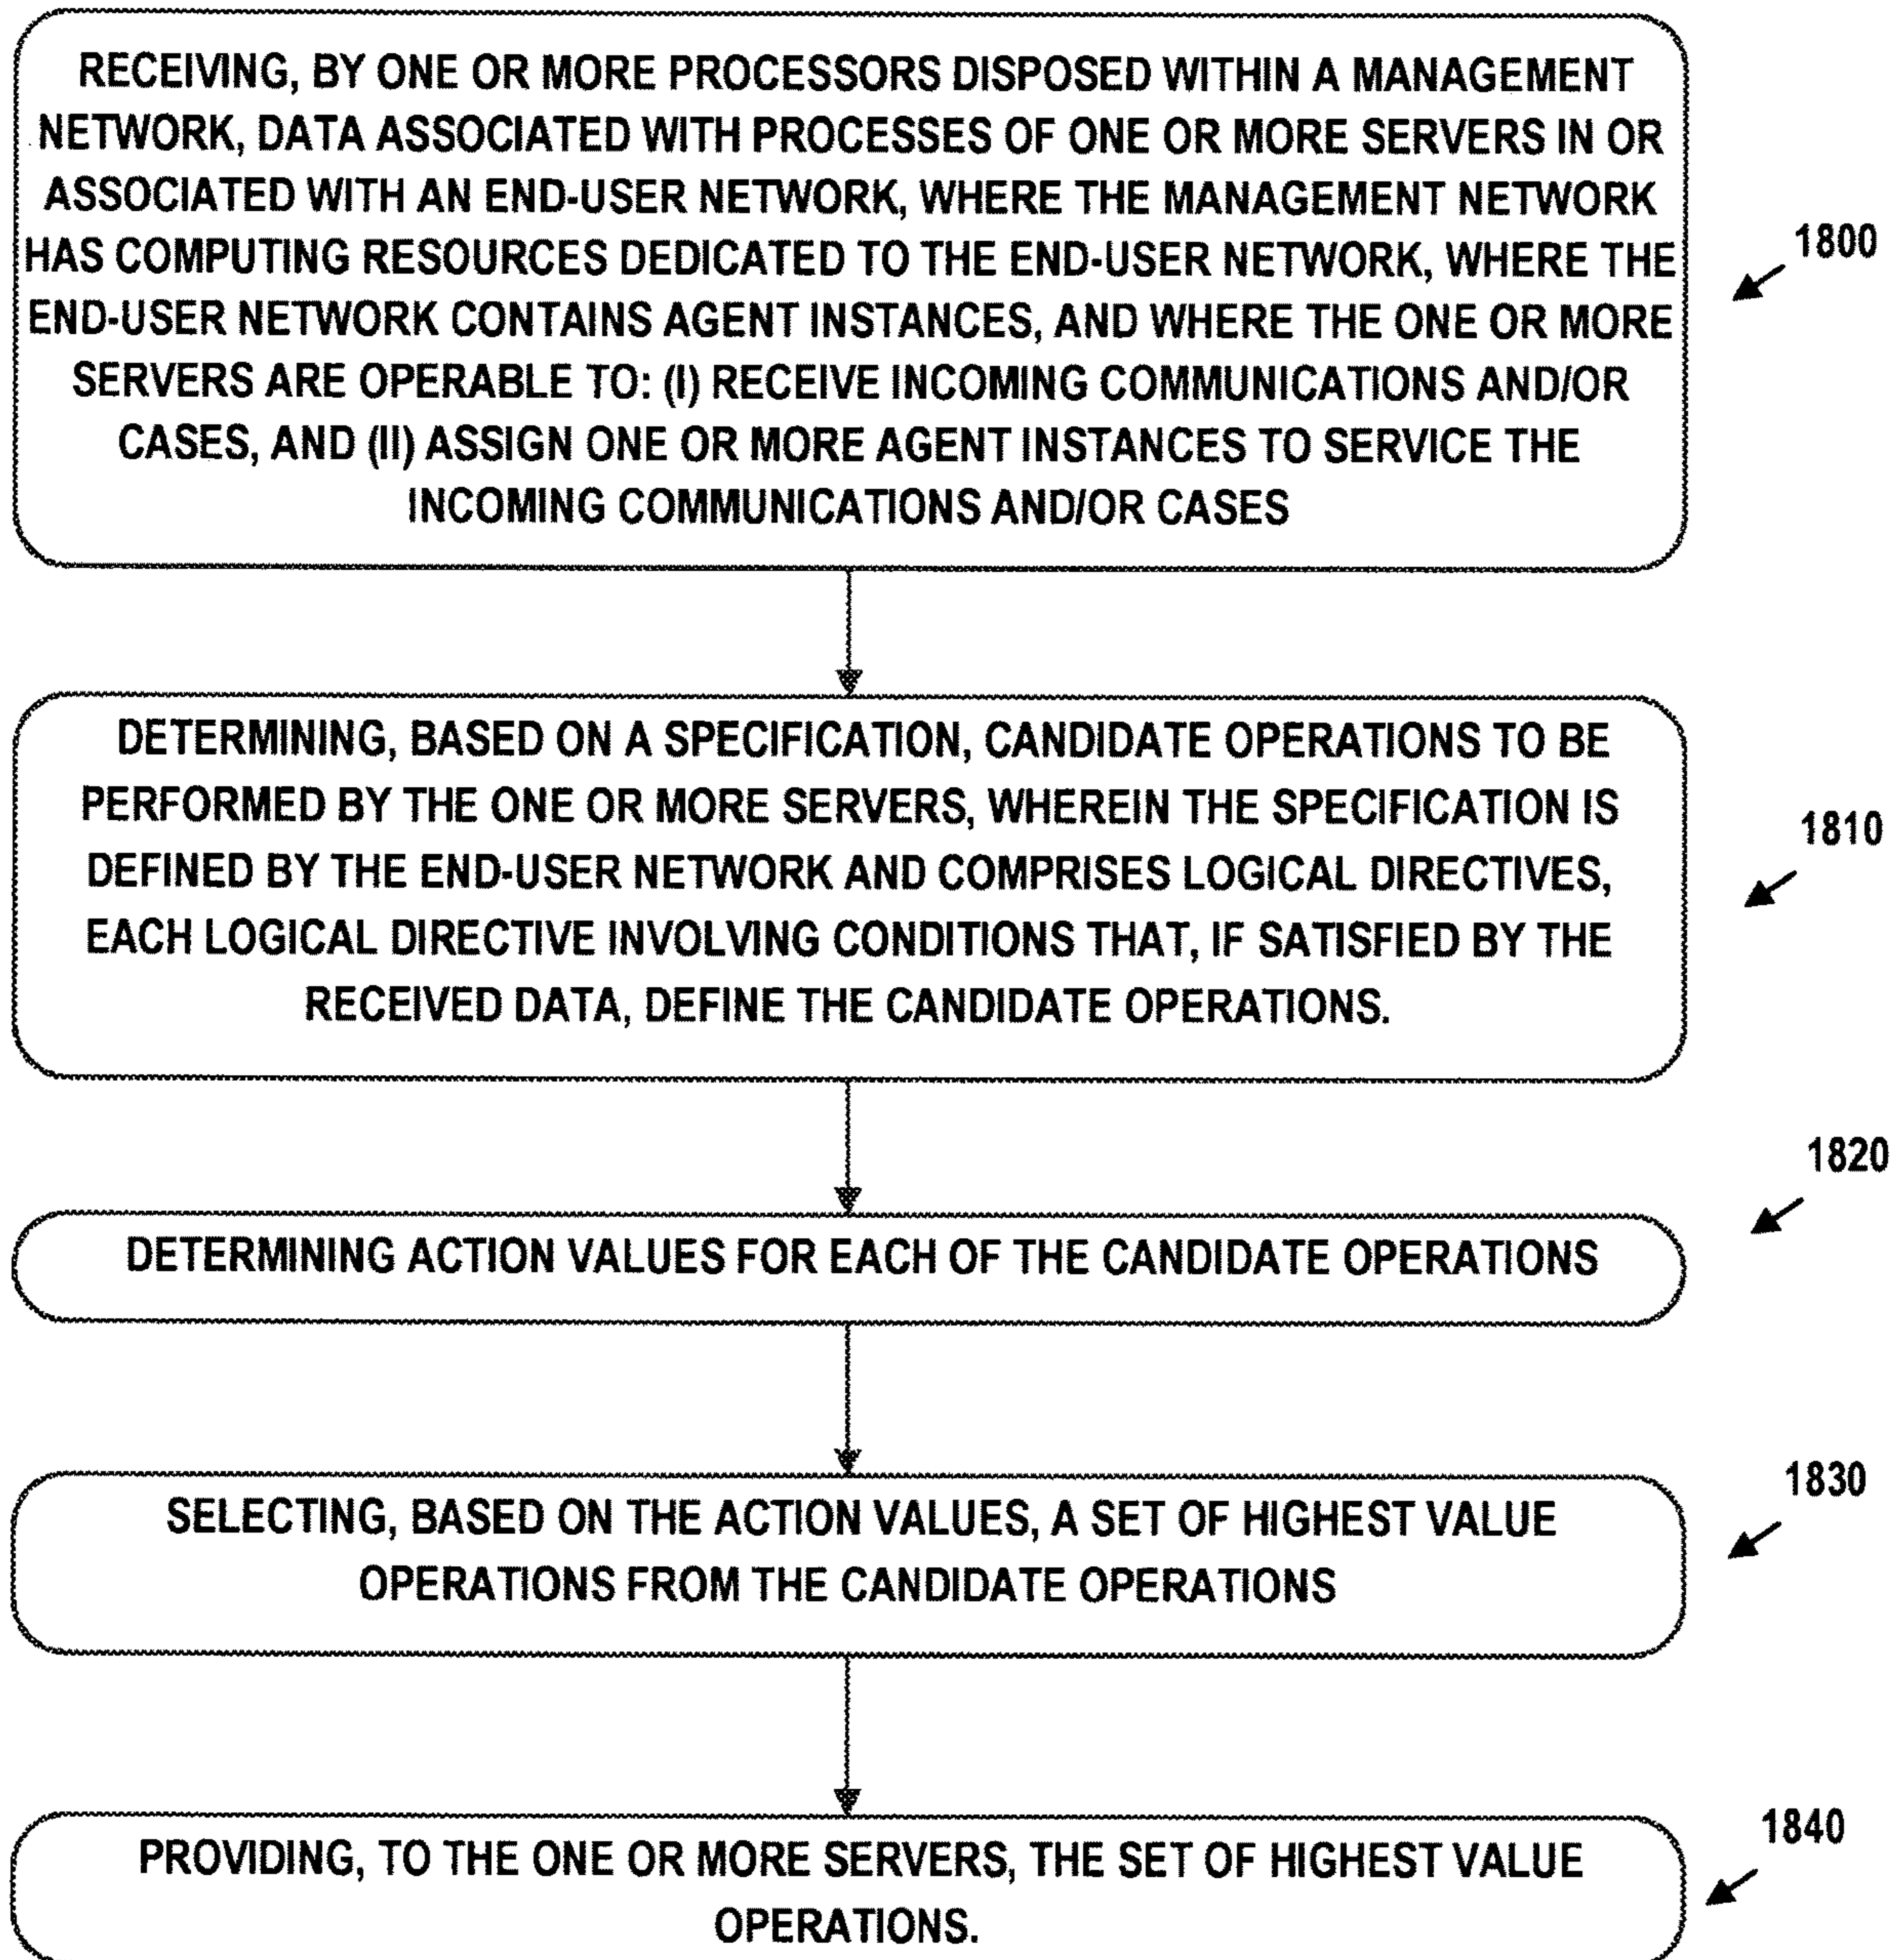 RECEIVING, BY ONE OR MORE PROCESSORS DISPOSED WITHIN A MANAGEMENT
NETWORK, DATA ASSOCIATED WITH PROCESSES OF ONE OR MORE SERVERS IN OR
ASSOCIATED WITH AN END-USER NETWORK, WHERE THE MANAGEMENT NETWORK
HAS COMPUTING RESOURCES DEDICATED TO THE END-USER NETWORK, WHERE THE
END-USER NETWORK CONTAINS AGENT INSTANCES, AND WHERE THE ONE OR MORE
SERVERS ARE OPERABLE TO: (I) RECEIVE INCOMING COMMUNICATIONS AND/OR
CASES, AND (II) ASSIGN ONE OR MORE AGENT INSTANCES TO SERVICE THE
INCOMING COMMUNICATIONS AND/OR CASES
1800
DETERMINING, BASED ON A SPECIFICATION, CANDIDATE OPERATIONS TO BE
PERFORMED BY THE ONE OR MORE SERVERS, WHEREIN THE SPECIFICATION IS
DEFINED BY THE END-USER NETWORK AND COMPRISES LOGICAL DIRECTIVES,
EACH LOGICAL DIRECTIVE INVOLVING CONDITIONS THAT, IF SATISFIED BY THE
RECEIVED DATA, DEFINE THE CANDIDATE OPERATIONS.
1810
DETERMINING ACTION VALUES FOR EACH OF THE CANDIDATE OPERATIONS
1820
SELECTING, BASED ON THE ACTION VALUES, A SET OF HIGHEST VALUE
OPERATIONS FROM THE CANDIDATE OPERATIONS
1830
PROVIDING, TO THE ONE OR MORE SERVERS, THE SET OF HIGHEST VALUE
OPERATIONS.
1840